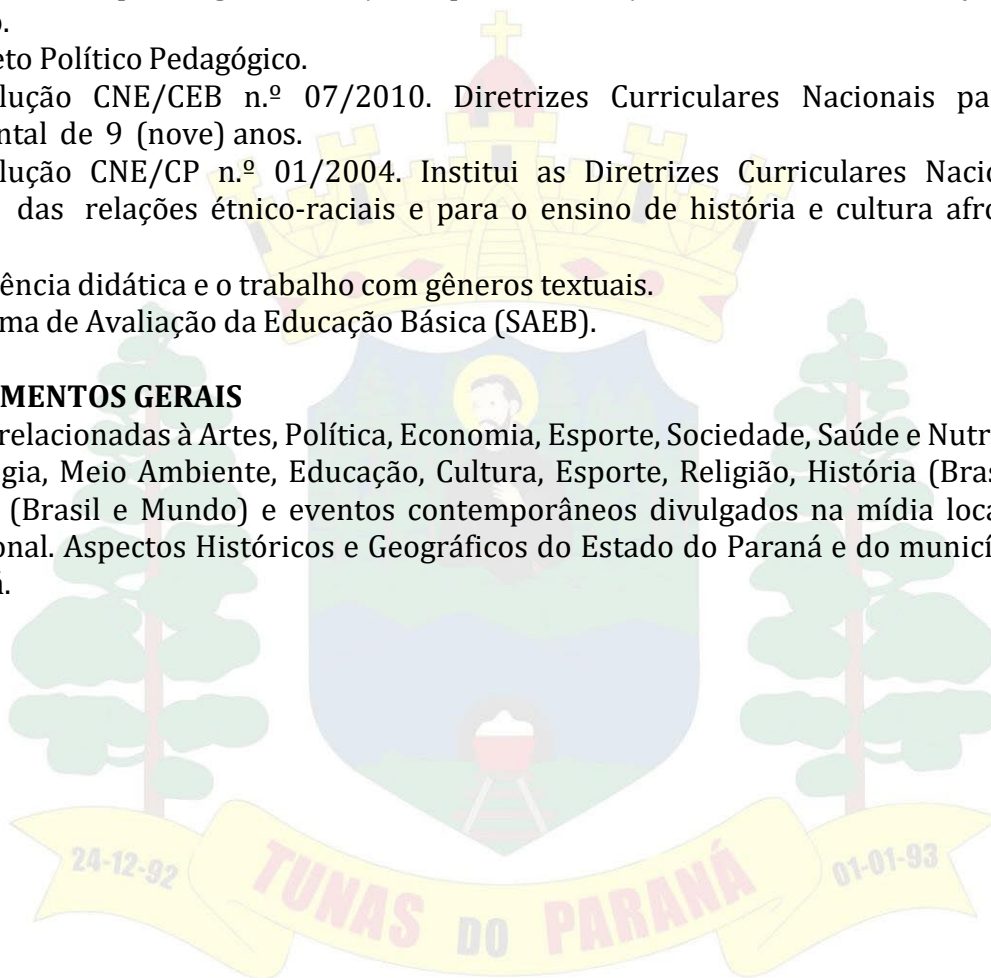 o.
eto Político Pedagógico.
lução CNE/CEB n.º 07/2010. Diretrizes Curriculares Nacionais pa
ntal de 9 (nove) anos.
lução CNE/CP n.º 01/2004. Institui as Diretrizes Curriculares Nacio
das relações étnico-raciais e para o ensino de história e cultura afro
ência didática e o trabalho com gêneros textuais.
ma de Avaliação da Educação Básica (SAEB).
MENTOS GERAIS
relacionadas à Artes, Política, Economia, Esporte, Sociedade, Saúde e Nutr
gia, Meio Ambiente, Educação, Cultura, Esporte, Religião, História (Bras
(Brasil e Mundo) e eventos contemporâneos divulgados na mídia loca
onal. Aspectos Históricos e Geográficos do Estado do Paraná e do municí
á.
24-12-92 TUNAS DO PARANÁ 01-01-93